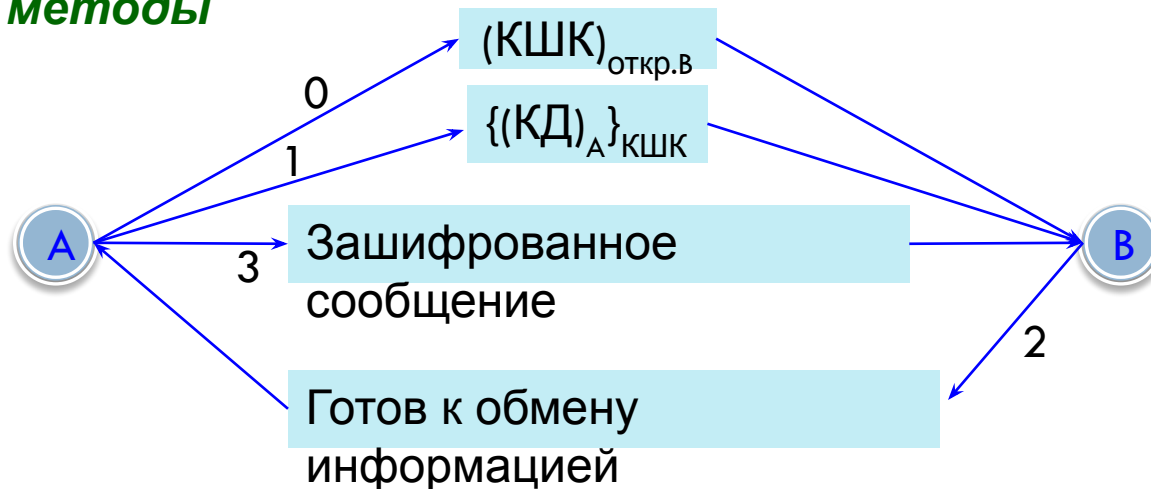 методы
(КШК)откр.В
0
{(КД)А}КШК
1
А
Зашифрованное
сообщение
В
3
2
Готов к обмену
информацией